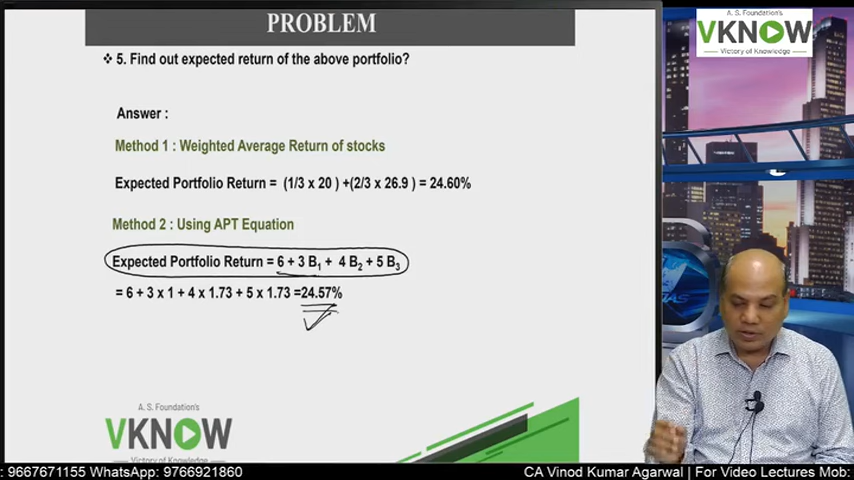 PROBLEM
A. S. Foundation's
VKNOW
Victory of Knowledge
❖ 5. Find out expected return of the above portfolio?
Answer :
Method 1 : Weighted Average Return of stocks
Expected Portfolio Return = (1/3 x 20 ) +(2/3 x 26.9 ) = 24.60%
Method 2 : Using APT Equation
Expected Portfolio Return = 6 + 3 B1 + 4 B2 + 5 B3
= 6 + 3 x 1 + 4 x 1.73 + 5 x 1.73 =24.57%
A. S. Foundation's
VKNOW
Victory of Knowledge
: 9667671155 WhatsApp: 9766921860
CA Vinod Kumar Agarwal | For Video Lectures Mob: